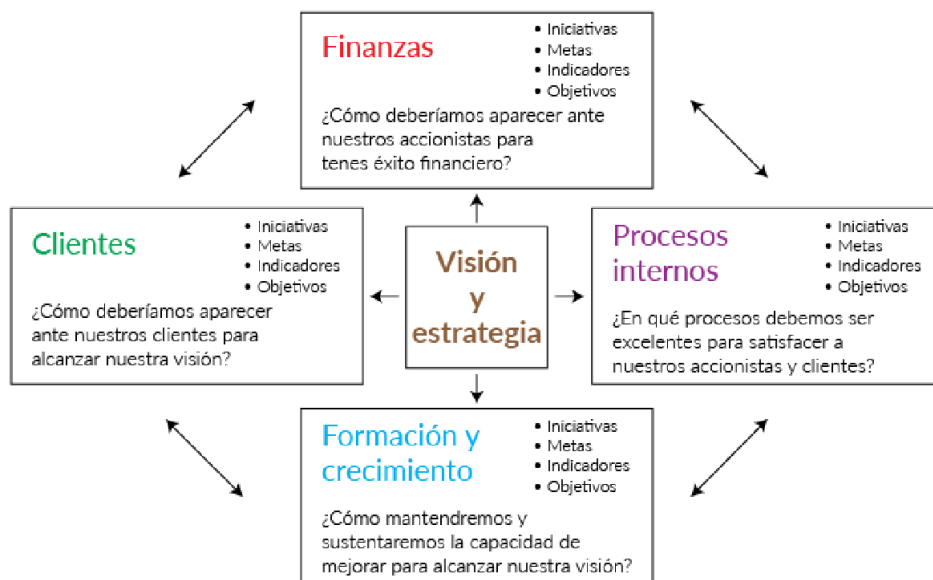 Finanzas
• Iniciativas
• Metas
• Indicadores
• Objetivos
¿Cómo deberíamos aparecer ante
nuestros accionistas para
tenes éxito financiero?
Clientes
• Iniciativas
• Metas
• Indicadores
• Objetivos
¿Cómo deberíamos aparecer
ante nuestros clientes para
alcanzar nuestra visión?
Visión
y
estrategia
Procesos
internos
• Iniciativas
• Metas
• Indicadores
• Objetivos
¿En qué procesos debemos ser
excelentes para satisfacer a
nuestros accionistas y clientes?
Formación y
crecimiento
• Iniciativas
• Metas
• Indicadores
• Objetivos
¿Cómo mantendremos y
sustentaremos la capacidad de
mejorar para alcanzar nuestra visión?